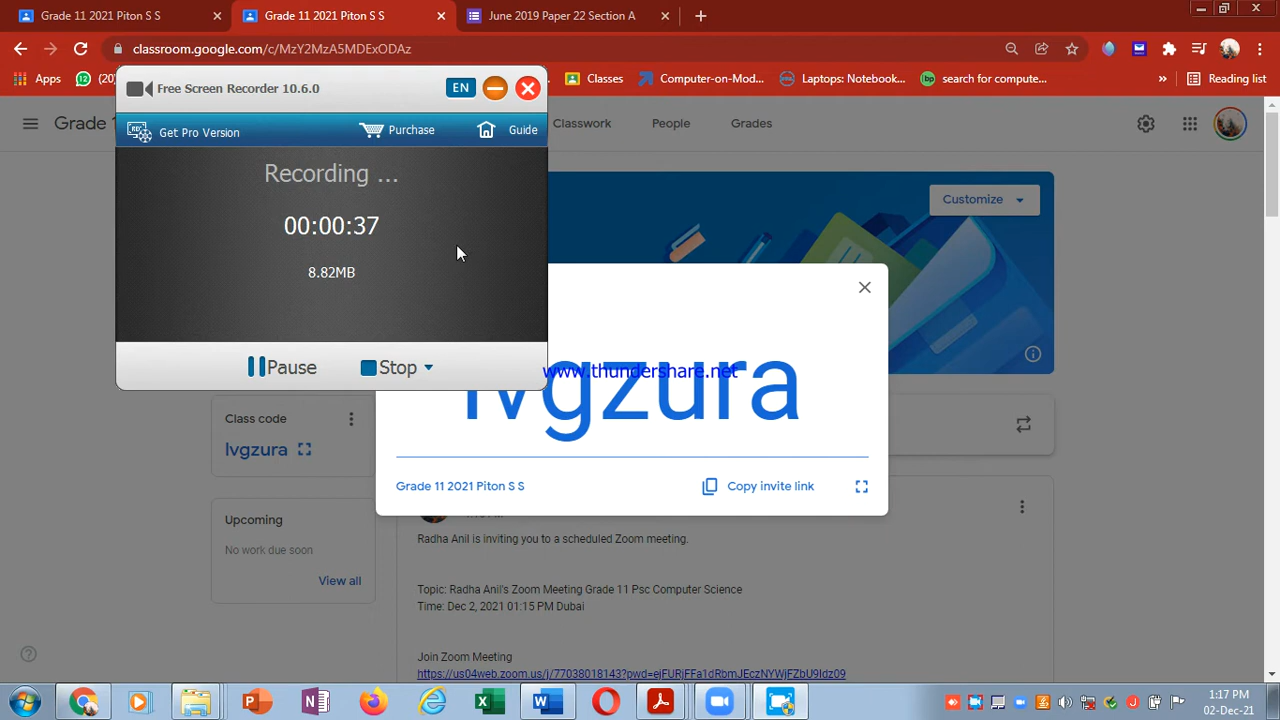 Grade 11 2021 Piton S S
Grade 11 2021 Piton S S
June 2019 Paper 22 Section A
classroom.google.com/c/MzY2MzA5MDExODAz
Apps
(20
Classes
Computer-on-Mod...
Laptops: Notebook...
search for compute...
»
Reading list
Free Screen Recorder 10.6.0
EN
Get Pro Version
Purchase
Guide
Recording ...
00:00:37
8.82MB
Pause
Stop
Grade 1
Classwork
People
Grades
Customize
lvgzura
www.thundershare.net
Class code
lvgzura
Grade 11 2021 Piton S S
Copy invite link
Upcoming
No work due soon
View all
Radha Anil is inviting you to a scheduled Zoom meeting.
Topic: Radha Anil's Zoom Meeting Grade 11 Psc Computer Science
Time: Dec 2, 2021 01:15 PM Dubai
Join Zoom Meeting
https://us04web.zoom.us/j/77038018143?pwd=ejFURjFFa1dRbmJEczNYWjFZbU9Idz09
1:17 PM
02-Dec-21